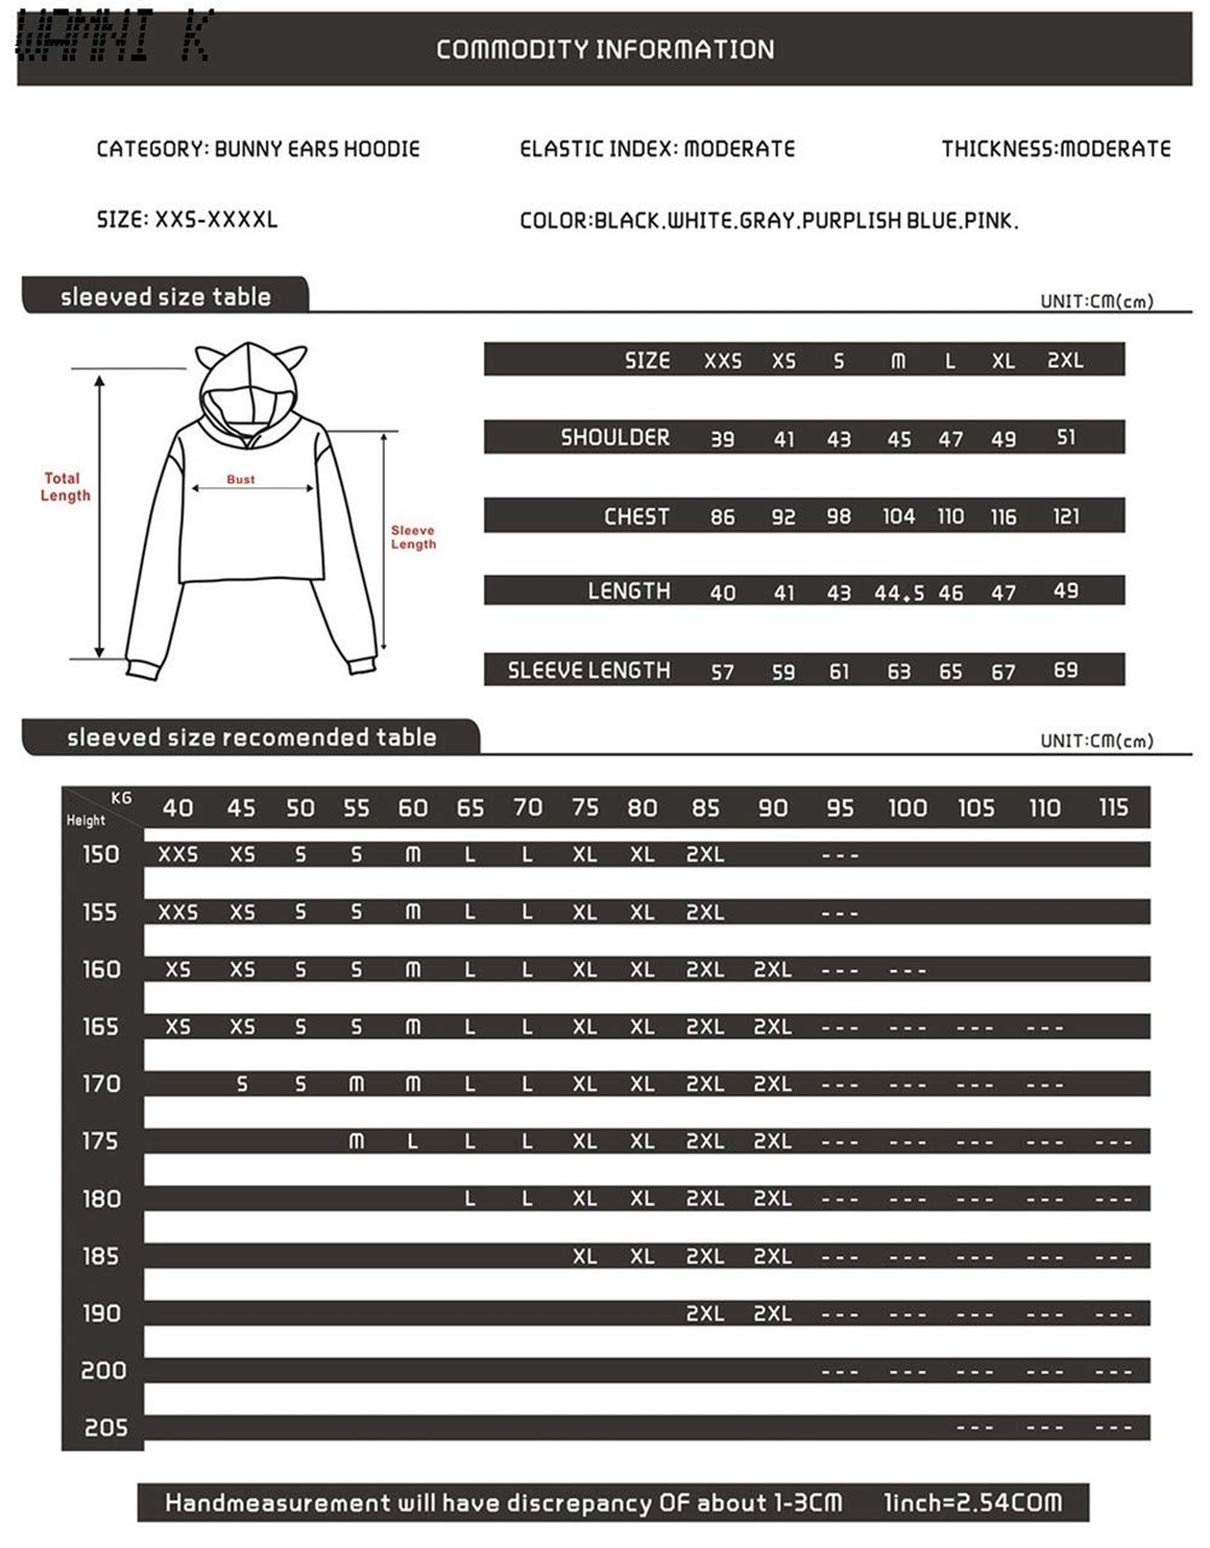 WAMWI K
COMMODITY INFORMATION
CATEGORY: BUNNY EARS HOODIE ELASTIC INDEX: MODERATE THICKNESS:MODERATE
SIZE: XXS-XXXXL COLOR:BLACK.WHITE.GRAY.PURPLISH BLUE.PINK.
sleeved size table UNIT:CM(cm)
Total Length
Bust
Sleeve Length
SIZE XXS XS S M L XL 2XL
SHOULDER 39 41 43 45 47 49 51
CHEST 86 92 98 104 110 116 121
LENGTH 40 41 43 44.5 46 47 49
SLEEVE LENGTH 57 59 61 63 65 67 69
sleeved size recomended table UNIT:CM(cm)
KG 40 45 50 55 60 65 70 75 80 85 90 95 100 105 110 115
Height
150 XXS XS S S M L L XL XL 2XL ---
155 XXS XS S S M L L XL XL 2XL ---
160 XS XS S S M L L XL XL 2XL 2XL --- ---
165 XS XS S S M L L XL XL 2XL 2XL --- --- --- ---
170 S S M M L L XL XL 2XL 2XL --- --- --- ---
175 M L L L XL XL 2XL 2XL --- --- --- --- ---
180 L L XL XL 2XL 2XL --- --- --- --- ---
185 XL XL 2XL 2XL --- --- --- --- ---
190 2XL 2XL --- --- --- --- ---
200 --- --- --- --- ---
205 --- --- ---
Handmeasurement will have discrepancy OF about 1-3CM 1inch=2.54COM